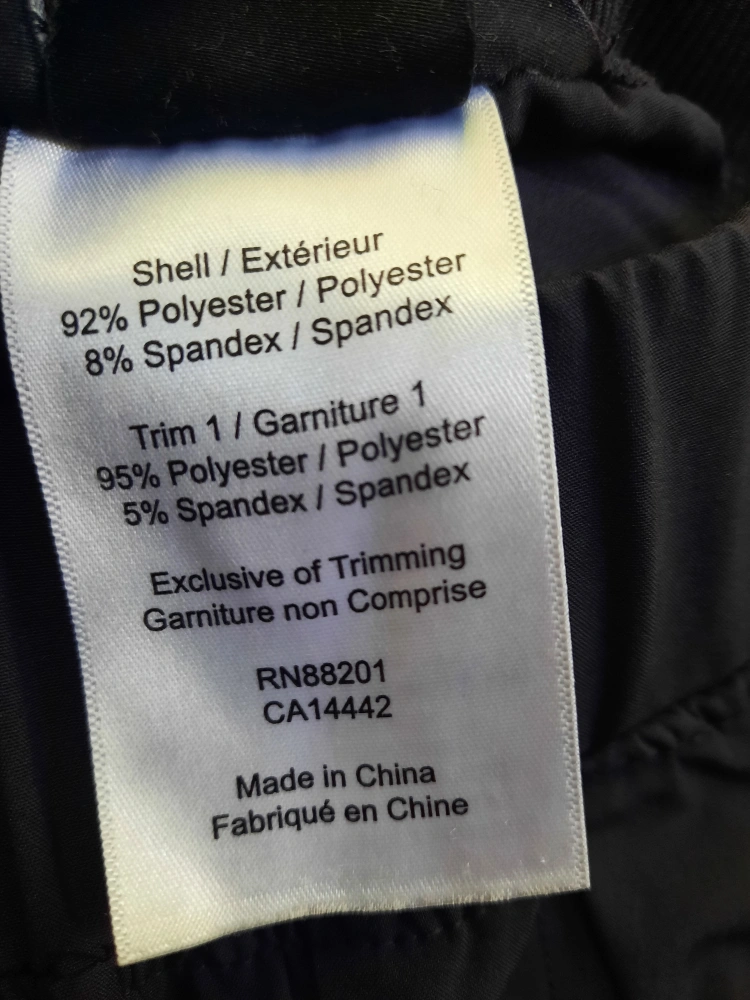 Shell / Extérieur
92% Polyester / Polyester
8% Spandex / Spandex
Trim 1 / Garniture 1
95% Polyester / Polyester
5% Spandex / Spandex
Exclusive of Trimming
Garniture non Comprise
RN88201
CA14442
Made in China
Fabriqué en Chine